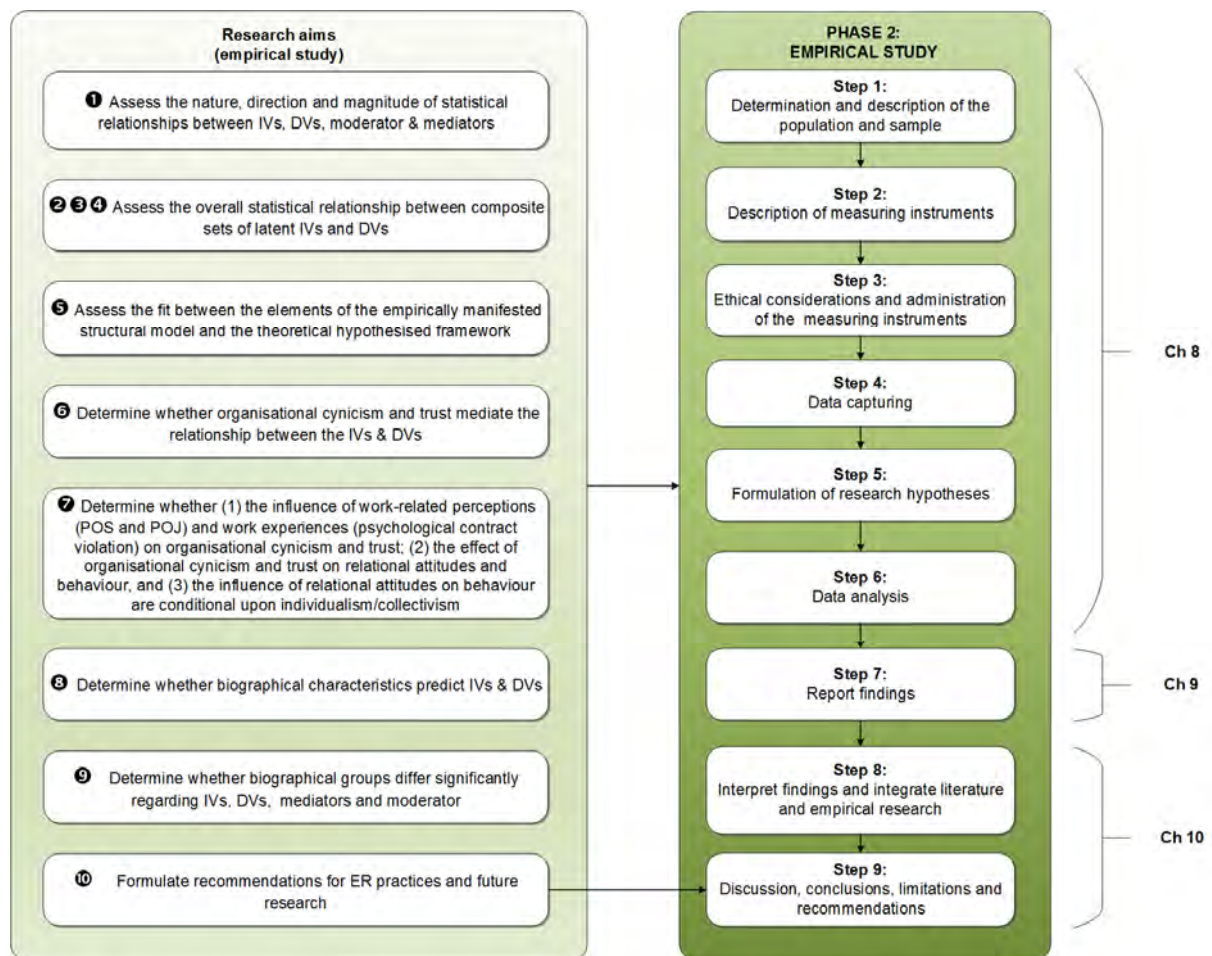 Research aims
(empirical study)
❶ Assess the nature, direction and magnitude of statistical
relationships between IVs, DVs, moderator & mediators
❷ ❸ ❹ Assess the overall statistical relationship between composite
sets of latent IVs and DVs
❺ Assess the fit between the elements of the empirically manifested
structural model and the theoretical hypothesised framework
❻ Determine whether organisational cynicism and trust mediate the
relationship between the IVs & DVs
❼ Determine whether (1) the influence of work-related perceptions
(POS and POJ) and work experiences (psychological contract
violation) on organisational cynicism and trust; (2) the effect of
organisational cynicism and trust on relational attitudes and
behaviour, and (3) the influence of relational attitudes on behaviour
are conditional upon individualism/collectivism
❽ Determine whether biographical characteristics predict IVs & DVs
❾ Determine whether biographical groups differ significantly
regarding IVs, DVs, mediators and moderator
❿ Formulate recommendations for ER practices and future
research
PHASE 2:
EMPIRICAL STUDY
Step 1:
Determination and description of the
population and sample
Step 2:
Description of measuring instruments
Step 3:
Ethical considerations and administration
of the measuring instruments
Step 4:
Data capturing
Step 5:
Formulation of research hypotheses
Step 6:
Data analysis
Step 7:
Report findings
Step 8:
Interpret findings and integrate literature
and empirical research
Step 9:
Discussion, conclusions, limitations and
recommendations
Ch 8
Ch 9
Ch 10